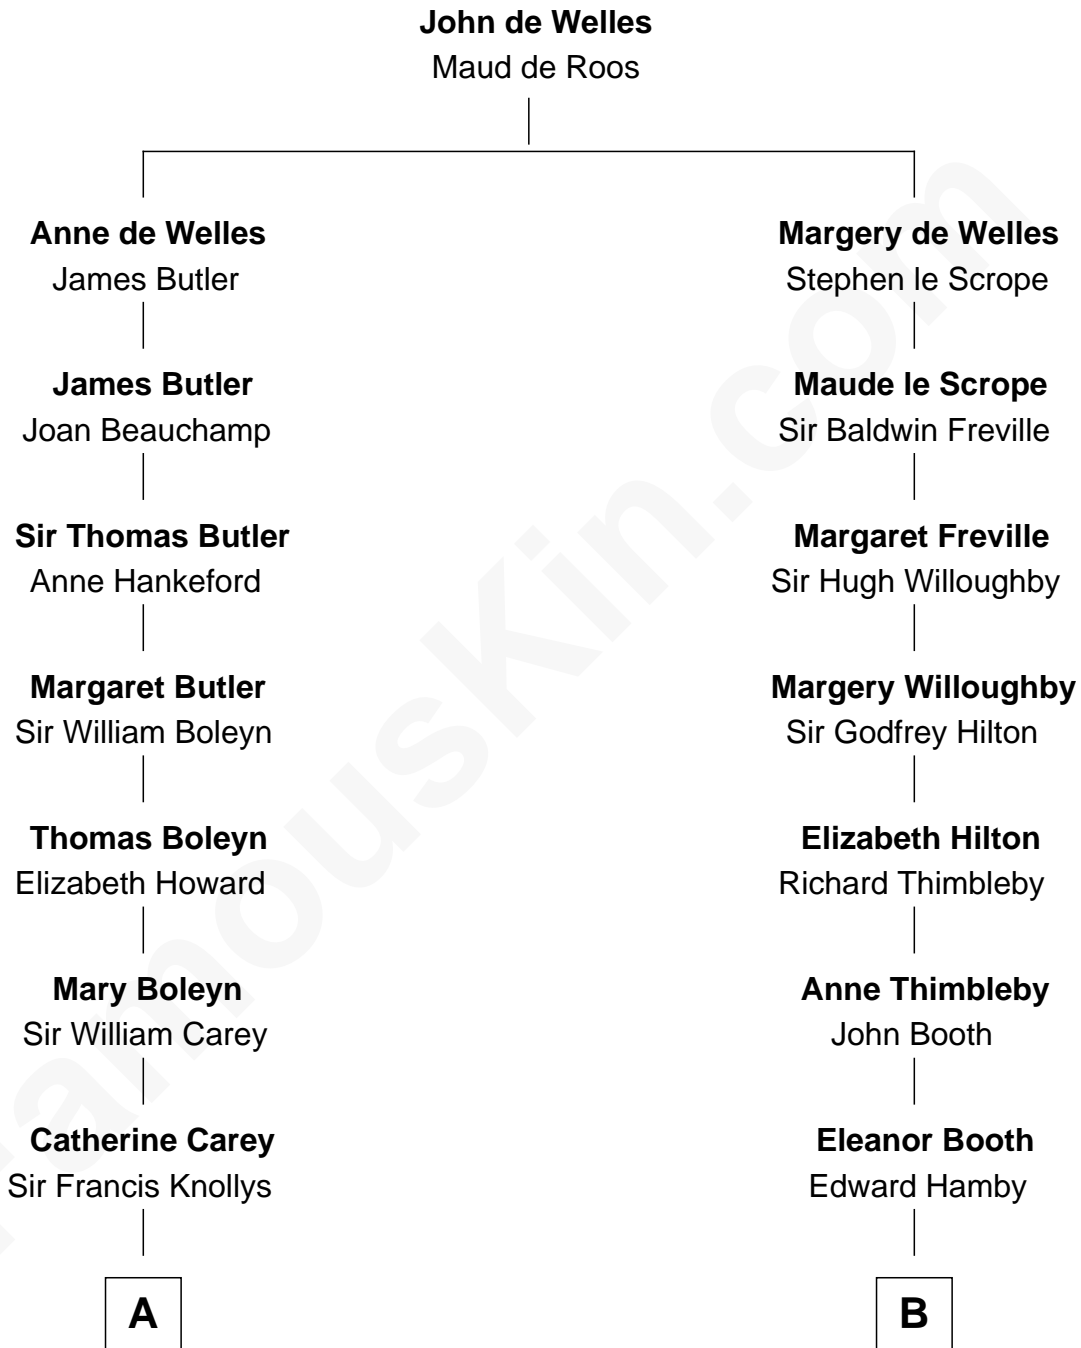 John de Welles
Maud de Roos
Anne de Welles
James Butler
Margery de Welles
Stephen le Scrope
James Butler
Joan Beauchamp
Maude le Scrope
Sir Baldwin Freville
Sir Thomas Butler
Anne Hankeford
Margaret Freville
Sir Hugh Willoughby
Margaret Butler
Sir William Boleyn
Margery Willoughby
Sir Godfrey Hilton
Thomas Boleyn
Elizabeth Howard
Elizabeth Hilton
Richard Thimbleby
Mary Boleyn
Sir William Carey
Anne Thimbleby
John Booth
Catherine Carey
Sir Francis Knollys
Eleanor Booth
Edward Hamby
A
B
FamousKin.com